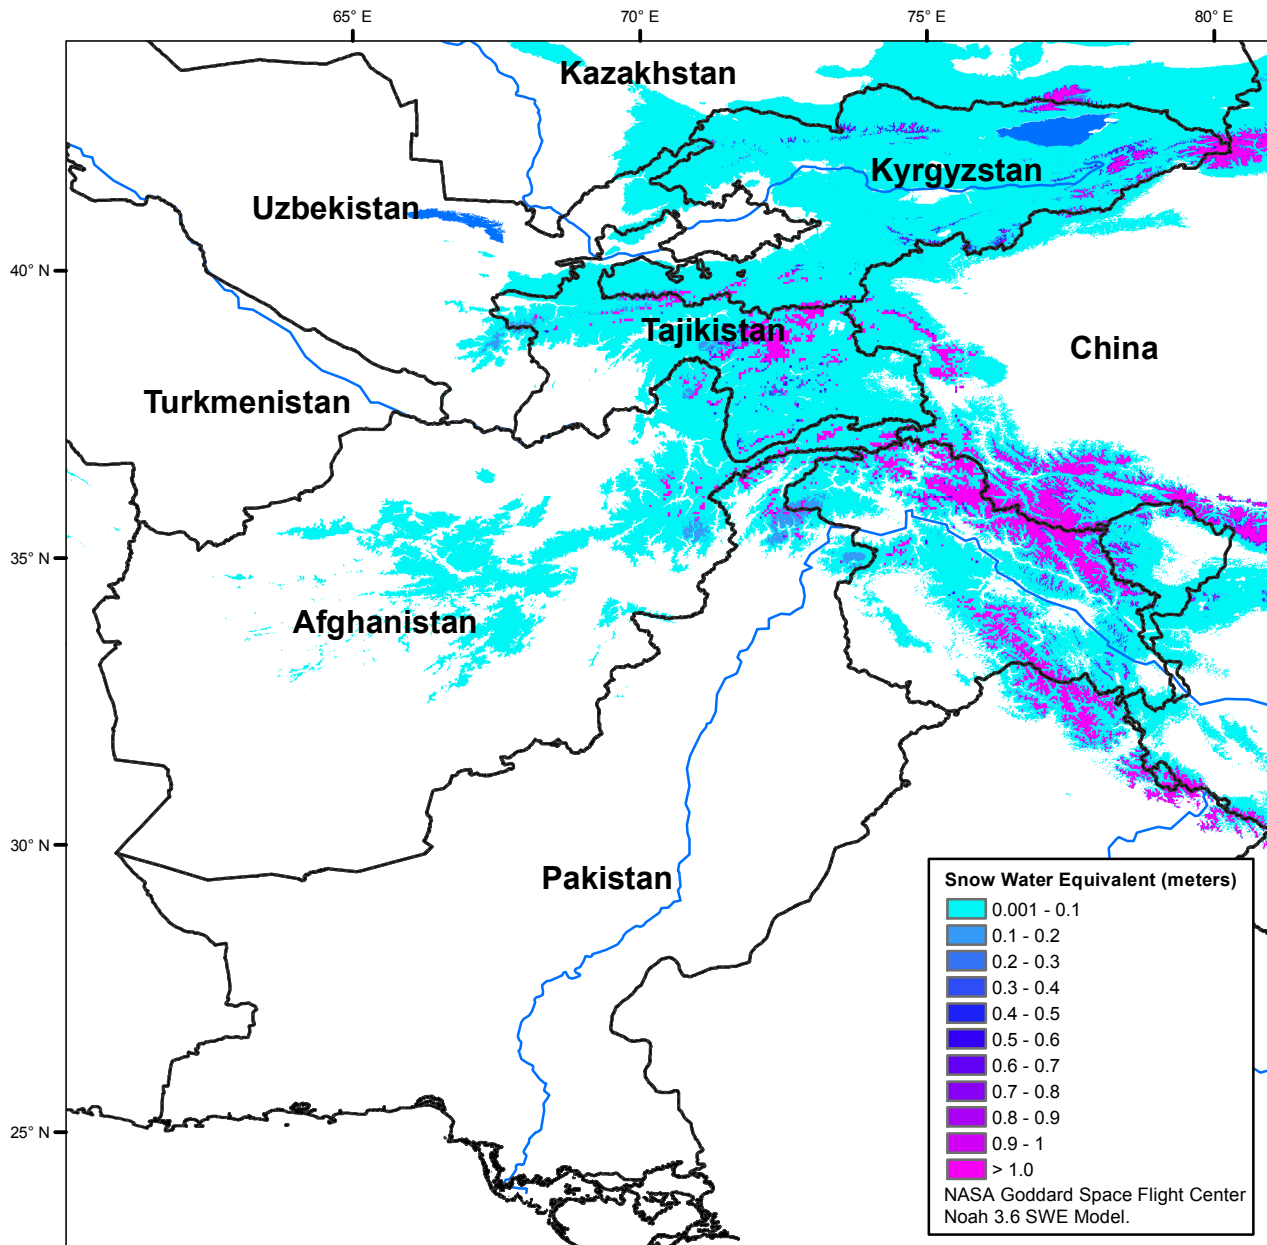 65° E
70° E
75° E
80° E
Kazakhstan
Kyrgyzstan
Uzbekistan
40° N
Tajikistan
China
Turkmenistan
35° N
Afghanistan
30° N
Pakistan
25° N
Snow Water Equivalent (meters)
0.001 - 0.1
0.1 - 0.2
0.2 - 0.3
0.3 - 0.4
0.4 - 0.5
0.5 - 0.6
0.6 - 0.7
0.7 - 0.8
0.8 - 0.9
0.9 - 1
> 1.0
NASA Goddard Space Flight Center
Noah 3.6 SWE Model.